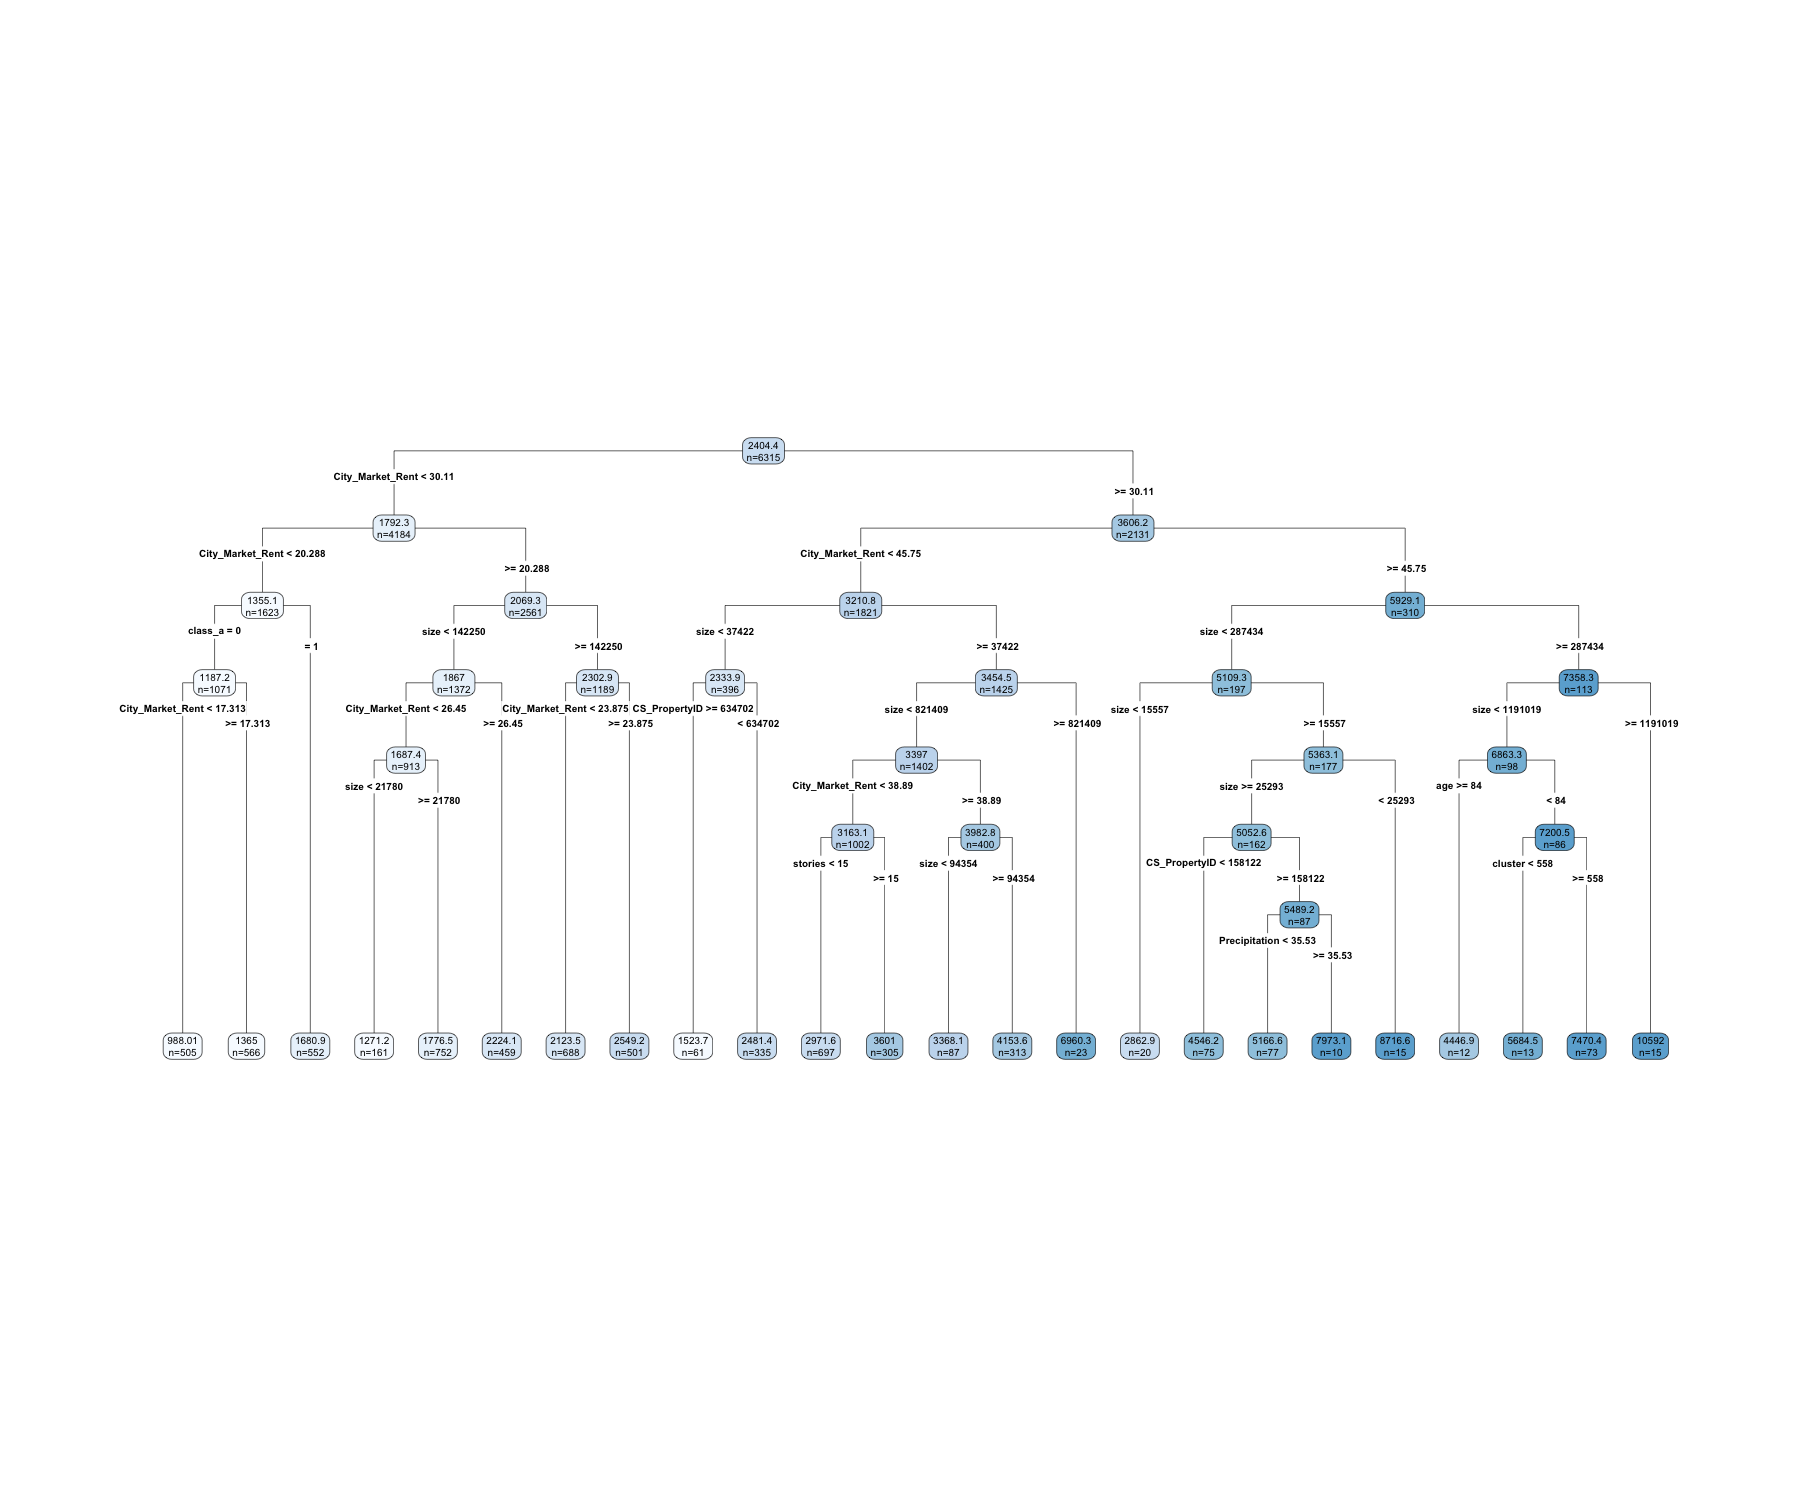 2404.4
n=6315
City_Market_Rent < 30.11
>= 30.11
1792.3
n=4184
3606.2
n=2131
City_Market_Rent < 20.288
>= 20.288
City_Market_Rent < 45.75
>= 45.75
1355.1
n=1623
2069.3
n=2561
3210.8
n=1821
5929.1
n=310
class_a = 0
= 1
size < 142250
>= 142250
size < 37422
>= 37422
size < 287434
>= 287434
1187.2
n=1071
1867
n=1372
2302.9
n=1189
2333.9
n=396
3454.5
n=1425
5109.3
n=197
7358.3
n=113
City_Market_Rent < 17.313
>= 17.313
City_Market_Rent < 26.45
>= 26.45
City_Market_Rent < 23.875
>= 23.875
CS_PropertyID >= 634702
< 634702
size < 821409
>= 821409
size < 15557
>= 15557
size < 1191019
>= 1191019
1687.4
n=913
3397
n=1402
5363.1
n=177
6863.3
n=98
size < 21780
>= 21780
City_Market_Rent < 38.89
>= 38.89
size >= 25293
< 25293
age >= 84
< 84
3163.1
n=1002
3982.8
n=400
5052.6
n=162
7200.5
n=86
stories < 15
>= 15
size < 94354
>= 94354
CS_PropertyID < 158122
>= 158122
cluster < 558
>= 558
5489.2
n=87
Precipitation < 35.53
>= 35.53
988.01
n=505
1365
n=566
1680.9
n=552
1271.2
n=161
1776.5
n=752
2224.1
n=459
2123.5
n=688
2549.2
n=501
1523.7
n=61
2481.4
n=335
2971.6
n=697
3601
n=305
3368.1
n=87
4153.6
n=313
6960.3
n=23
2862.9
n=20
4546.2
n=75
5166.6
n=77
7973.1
n=10
8716.6
n=15
4446.9
n=12
5684.5
n=13
7470.4
n=73
10592
n=15